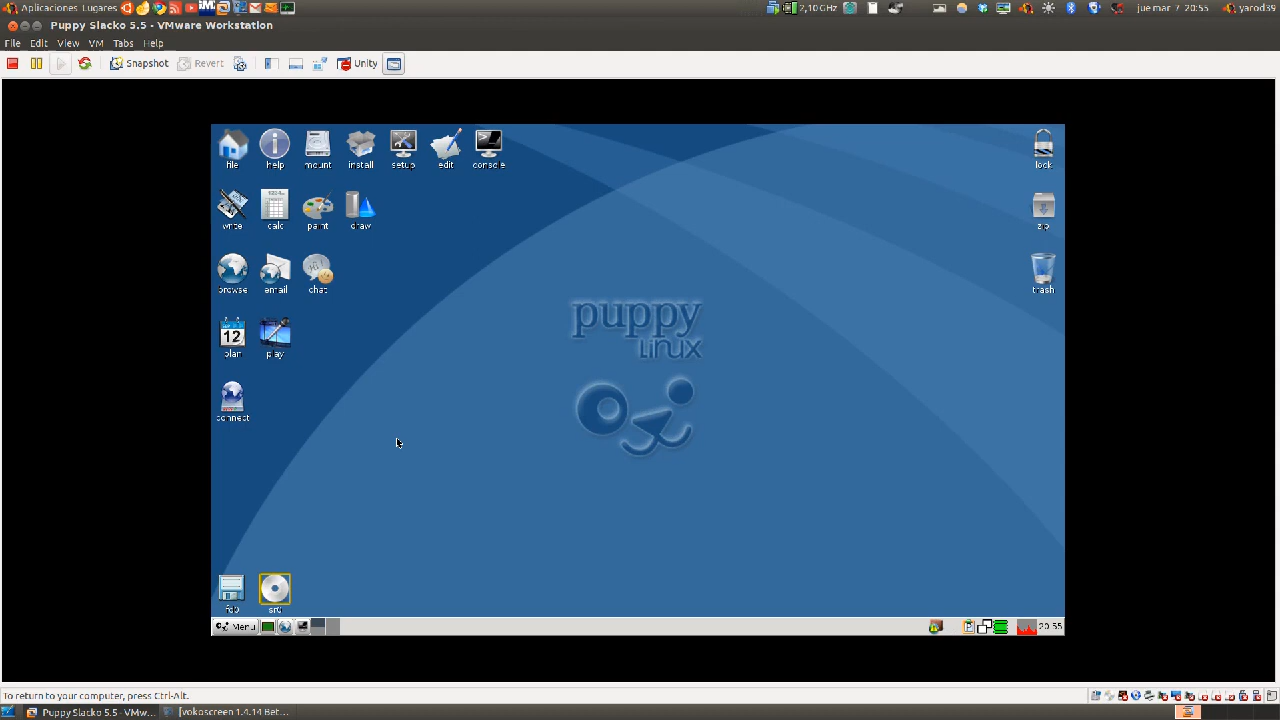 Aplicaciones Lugares
2,10 GHz
jue mar 7 20:55
yarod39
Puppy Slacko 5.5 - VMware Workstation
File Edit View VM Tabs Help
Snapshot Revert Unity
file help mount install setup edit console lock
write calc paint draw zip
browse email chat trash
plan play
connect
puppy
Linux
fd0 sr0
Menu 20:55
To return to your computer, press Ctrl-Alt.
Puppy Slacko 5.5 - VMw... [vokoscreen 1.4.14 Bet...